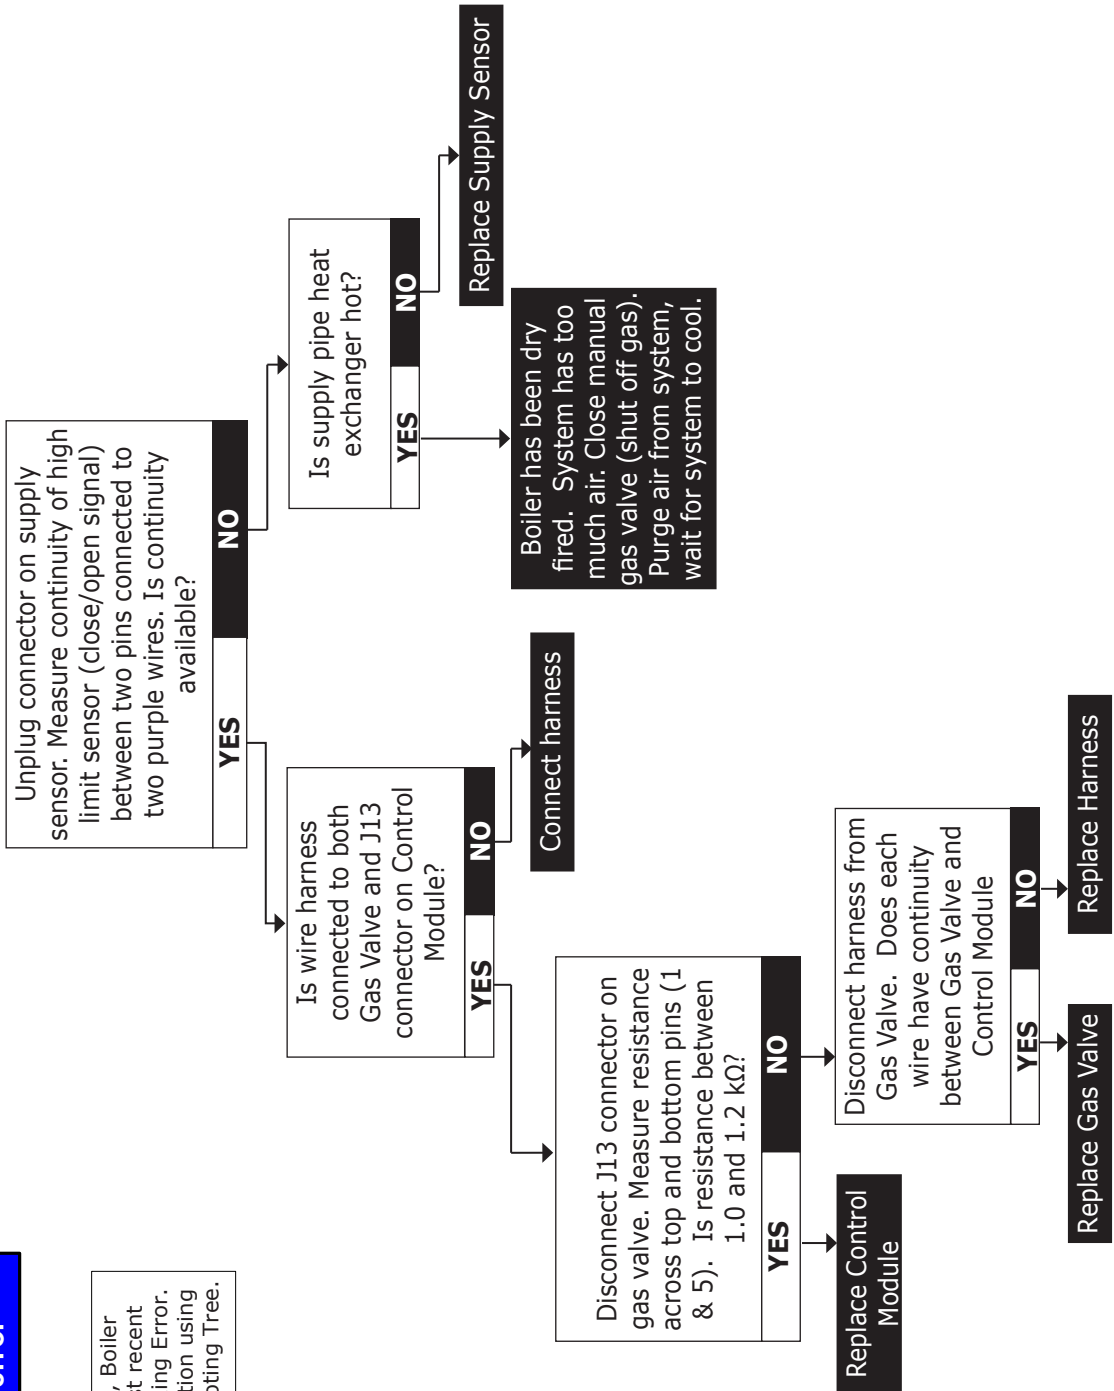 Unplug connector on supply
sensor. Measure continuity of high
limit sensor (close/open signal)
between two pins connected to
two purple wires. Is continuity
available?
YES
NO
Is supply pipe heat
exchanger hot?
YES
NO
Replace Supply Sensor
Boiler has been dry
fired. System has too
much air. Close manual
gas valve (shut off gas).
Purge air from system,
wait for system to cool.
Is wire harness
connected to both
Gas Valve and J13
connector on Control
Module?
YES
NO
Connect harness
Disconnect J13 connector on
gas valve. Measure resistance
across top and bottom pins (1
& 5). Is resistance between
1.0 and 1.2 kΩ?
YES
NO
Replace Control
Module
Disconnect harness from
Gas Valve. Does each
wire have continuity
between Gas Valve and
Control Module
YES
NO
Replace Gas Valve
Replace Harness
, Boiler
recent
Error.
using
Tree.